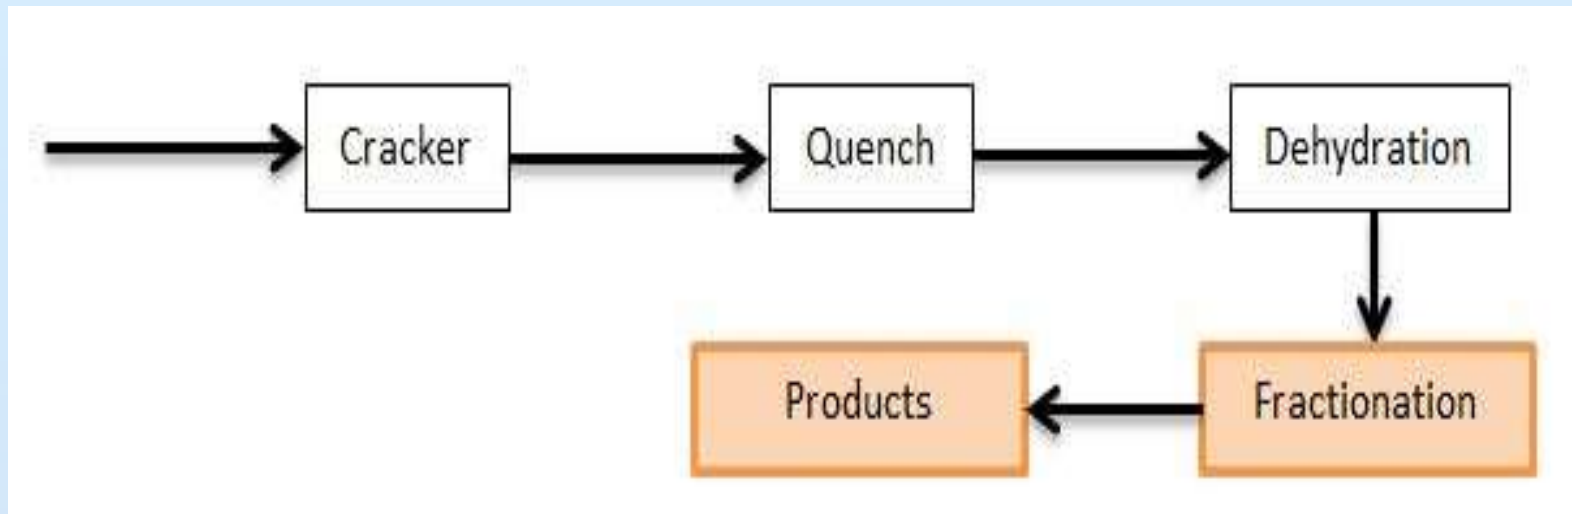 Cracker
Quench
Dehydration
Fractionation
Products